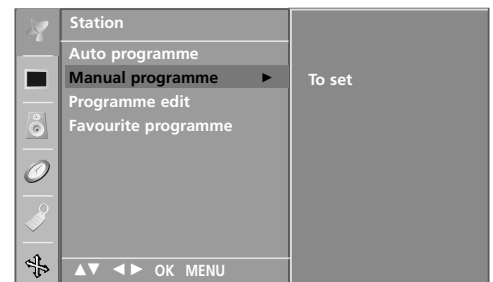 Station
Auto programme
Manual programme ►
To set
Programme edit
Favourite programme
▲▼ ◄► OK MENU